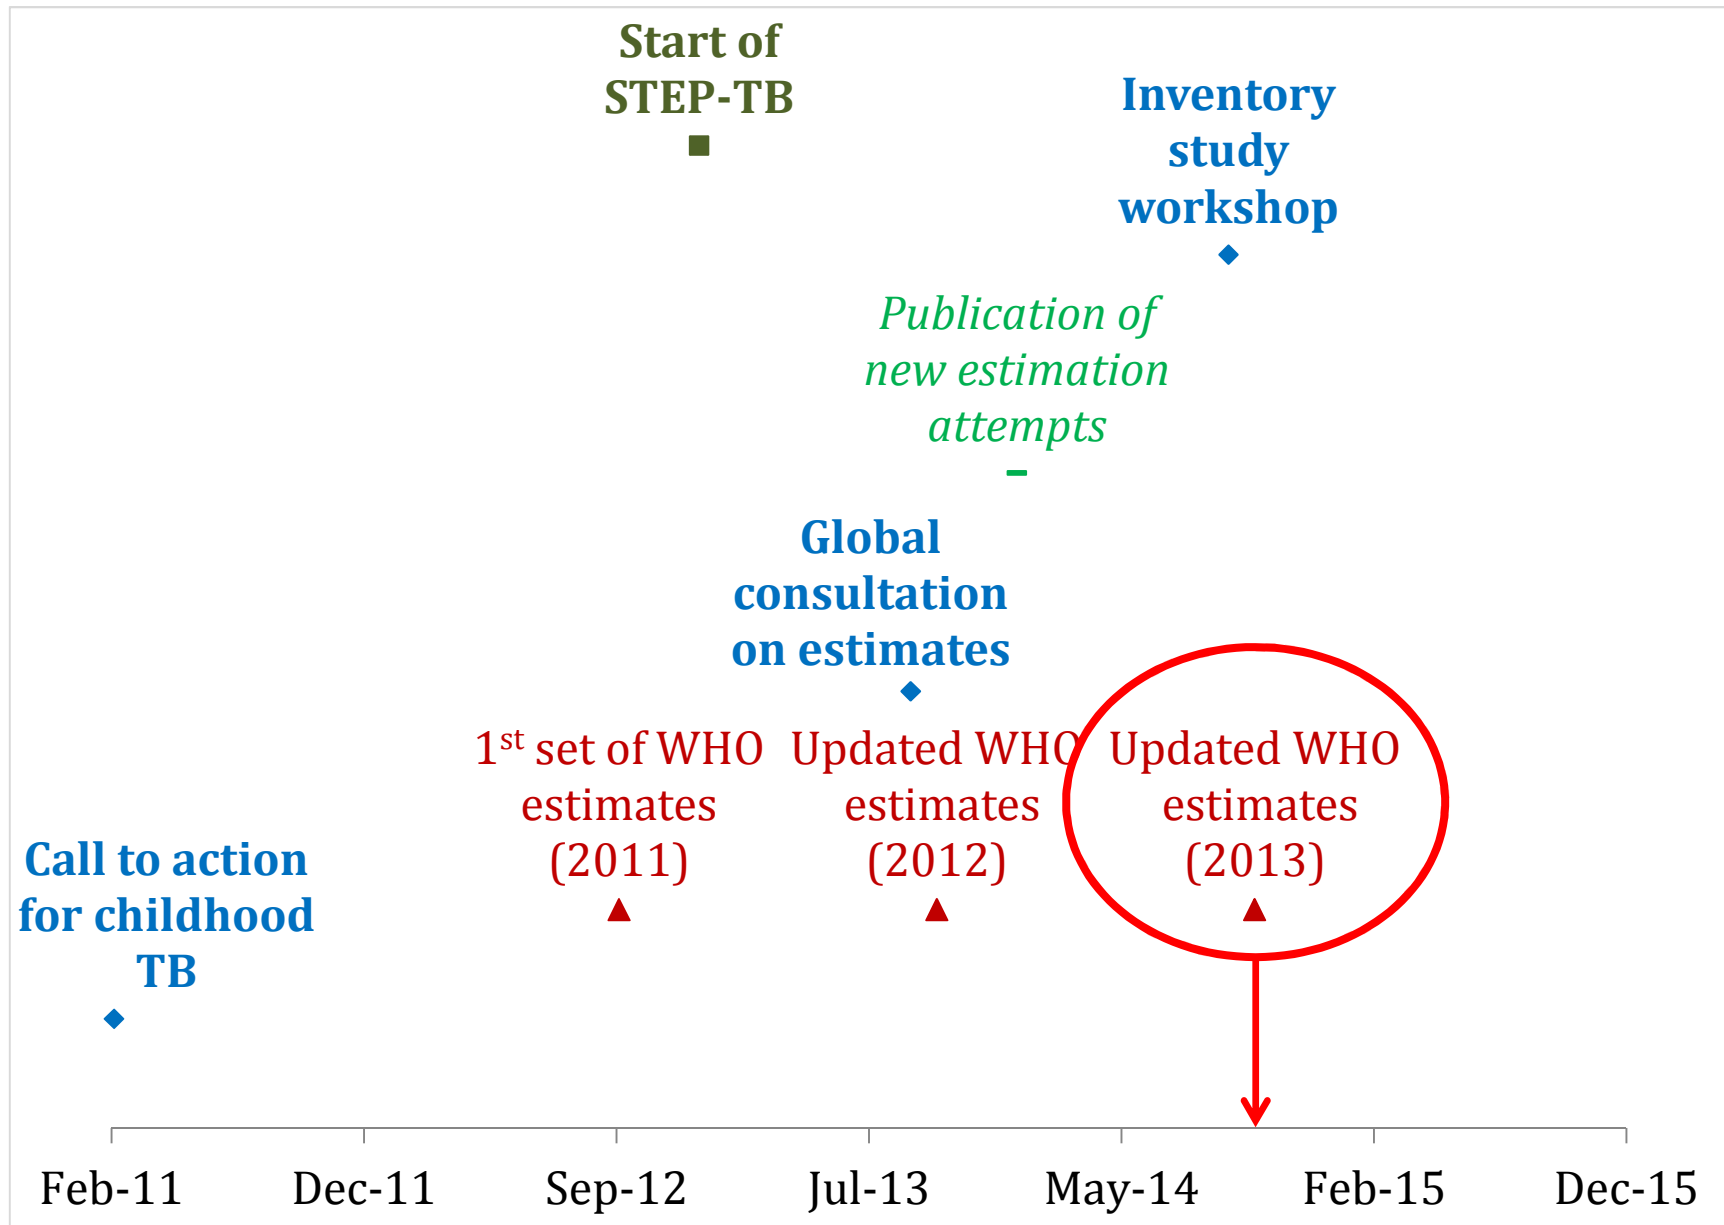 Start of
STEP-TB
Inventory
study
workshop
Publication of
new estimation
attempts
Global
consultation
on estimates
1st set of WHO
estimates
(2011)
Updated WHO
estimates
(2012)
Updated WHO
estimates
(2013)
Call to action
for childhood
TB
Feb-11
Dec-11
Sep-12
Jul-13
May-14
Feb-15
Dec-15